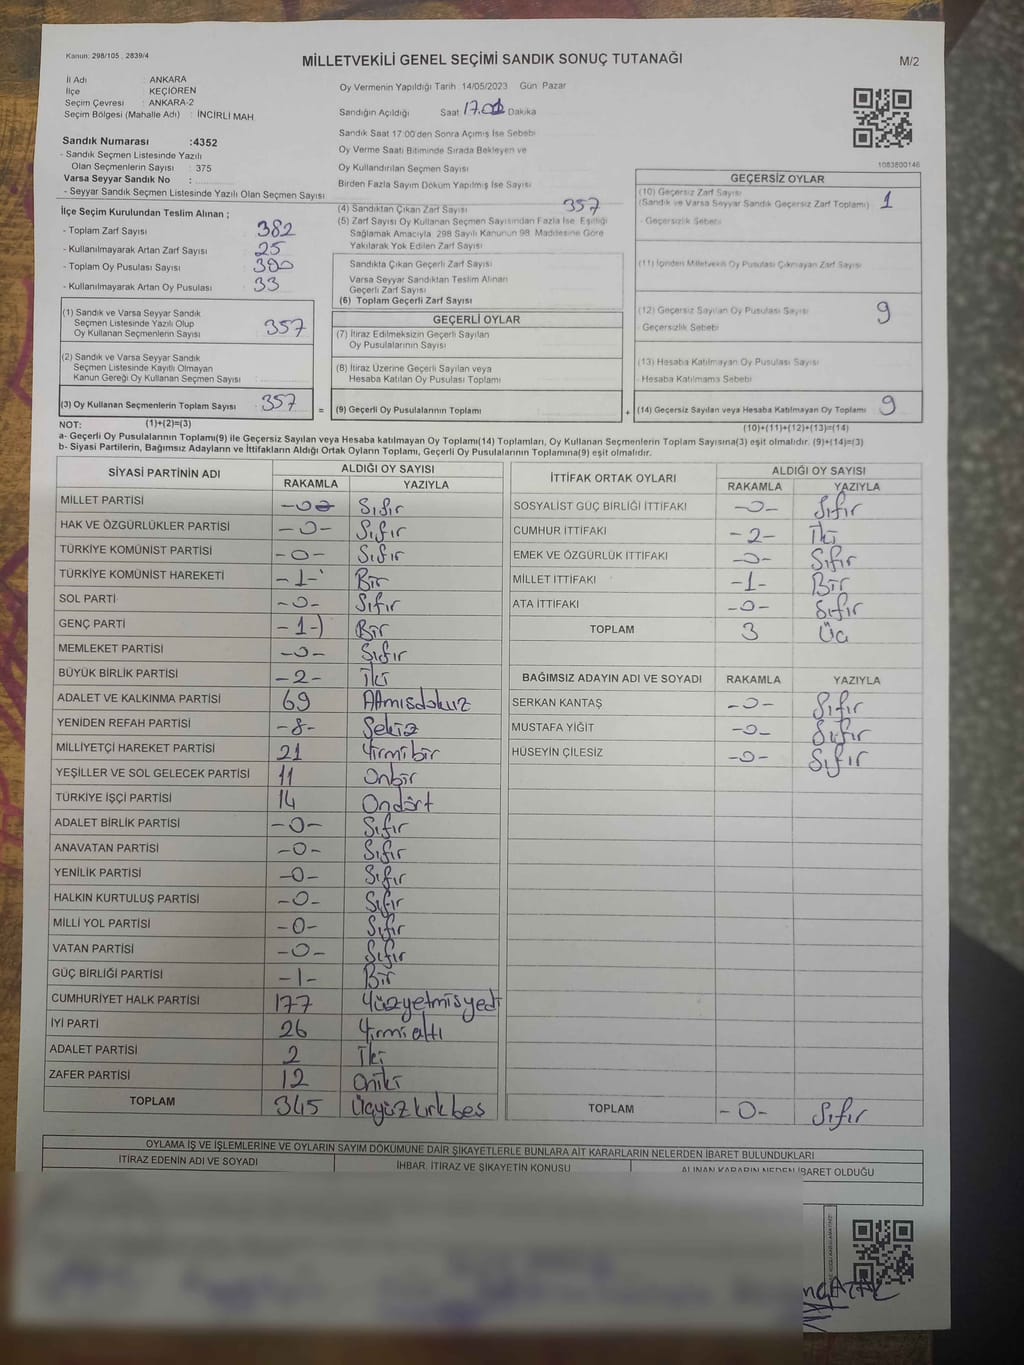 Kanun: 298/105 , 2839/4
MİLLETVEKİLİ GENEL SEÇİMİ SANDIK SONUÇ TUTANAĞI
M/2
İl Adı : ANKARA
İlçe : KEÇİÖREN
Seçim Çevresi : ANKARA-2
Seçim Bölgesi (Mahalle Adı) : İNCİRLİ MAH
Sandık Numarası :4352
- Sandık Seçmen Listesinde Yazılı
Olan Seçmenlerin Sayısı : 375
Varsa Seyyar Sandık No :
- Seyyar Sandık Seçmen Listesinde Yazılı Olan Seçmen Sayısı
Oy Vermenin Yapıldığı Tarih 14/05/2023 Gün Pazar
Sandığın Açıldığı Saat 17.01 Dakika
Sandık Saat 17:00'den Sonra Açımış İse Sebebi
Oy Verme Saati Bitiminde Sırada Bekleyen ve
Oy Kullandırılan Seçmen Sayısı
Birden Fazla Sayım Döküm Yapılmış İse Sayısı
1083800146
İlçe Seçim Kurulundan Teslim Alınan ;
- Toplam Zarf Sayısı 382
- Kullanılmayarak Artan Zarf Sayısı 25
- Toplam Oy Pusulası Sayısı 390
- Kullanılmayarak Artan Oy Pusulası 33
(1) Sandık ve Varsa Seyyar Sandık
Seçmen Listesinde Yazılı Olup
Oy Kullanan Seçmenlerin Sayısı 357
(2) Sandık ve Varsa Seyyar Sandık
Seçmen Listesinde Kayıtlı Olmayan
Kanun Gereği Oy Kullanan Seçmen Sayısı
(3) Oy Kullanan Seçmenlerin Toplam Sayısı 357
(1)+(2)=(3)
(4) Sandıktan Çıkan Zarf Sayısı 357
(5) Zarf Sayısı Oy Kullanan Seçmen Sayısından Fazla İse, Eşitliği
Sağlamak Amacıyla 298 Sayılı Kanunun 98. Maddesine Göre
Yakılarak Yok Edilen Zarf Sayısı
Sandıkta Çıkan Geçerli Zarf Sayısı
Varsa Seyyar Sandıktan Teslim Alınan
Geçerli Zarf Sayısı
(6) Toplam Geçerli Zarf Sayısı
GEÇERLİ OYLAR
(7) İtiraz Edilmeksizin Geçerli Sayılan
Oy Pusulalarının Sayısı
(8) İtiraz Üzerine Geçerli Sayılan veya
Hesaba Katılan Oy Pusulası Toplamı
= (9) Geçerli Oy Pusulalarının Toplamı
GEÇERSİZ OYLAR
(10) Geçersiz Zarf Sayısı
(Sandık ve Varsa Seyyar Sandık Geçersiz Zarf Toplamı) 1
- Geçersizlik Sebebi
(11) İçinden Milletvekili Oy Pusulası Çıkmayan Zarf Sayısı
(12) Geçersiz Sayılan Oy Pusulası Sayısı 9
- Geçersizlik Sebebi
(13) Hesaba Katılmayan Oy Pusulası Sayısı
- Hesaba Katılmama Sebebi
+ (14) Geçersiz Sayılan veya Hesaba Katılmayan Oy Toplamı 9
(10)+(11)+(12)+(13)=(14)
NOT:
a- Geçerli Oy Pusulalarının Toplamı(9) ile Geçersiz Sayılan veya Hesaba katılmayan Oy Toplamı(14) Toplamları, Oy Kullanan Seçmenlerin Toplam Sayısına(3) eşit olmalıdır. (9)+(14)=(3)
b- Siyasi Partilerin, Bağımsız Adayların ve İttifakların Aldığı Ortak Oyların Toplamı, Geçerli Oy Pusulalarının Toplamına(9) eşit olmalıdır.
SİYASİ PARTİNİN ADI ALDIĞI OY SAYISI
RAKAMLA YAZIYLA
MİLLET PARTİSİ -0- Sıfır
HAK VE ÖZGÜRLÜKLER PARTİSİ -0- Sıfır
TÜRKİYE KOMÜNİST PARTİSİ -0- Sıfır
TÜRKİYE KOMÜNİST HAREKETİ -1- Bir
SOL PARTİ -0- Sıfır
GENÇ PARTİ -1- Bir
MEMLEKET PARTİSİ -0- Sıfır
BÜYÜK BİRLİK PARTİSİ -2- İki
ADALET VE KALKINMA PARTİSİ 69 Altmışdokuz
YENİDEN REFAH PARTİSİ -8- Sekiz
MİLLİYETÇİ HAREKET PARTİSİ 21 Yirmibir
YEŞİLLER VE SOL GELECEK PARTİSİ 11 Onbir
TÜRKİYE İŞÇİ PARTİSİ 14 Ondört
ADALET BİRLİK PARTİSİ -0- Sıfır
ANAVATAN PARTİSİ -0- Sıfır
YENİLİK PARTİSİ -0- Sıfır
HALKIN KURTULUŞ PARTİSİ -0- Sıfır
MİLLİ YOL PARTİSİ -0- Sıfır
VATAN PARTİSİ -0- Sıfır
GÜÇ BİRLİĞİ PARTİSİ -1- Bir
CUMHURİYET HALK PARTİSİ 177 Yüzyetmişyedi
İYİ PARTİ 26 Yirmi altı
ADALET PARTİSİ 2 İki
ZAFER PARTİSİ 12 Oniki
TOPLAM 345 Üçyüzkırkbeş
İTTİFAK ORTAK OYLARI ALDIĞI OY SAYISI
RAKAMLA YAZIYLA
SOSYALİST GÜÇ BİRLİĞİ İTTİFAKI -0- Sıfır
CUMHUR İTTİFAKI -2- İki
EMEK VE ÖZGÜRLÜK İTTİFAKI -0- Sıfır
MİLLET İTTİFAKI -1- Bir
ATA İTTİFAKI -0- Sıfır
TOPLAM 3 Üç
BAĞIMSIZ ADAYIN ADI VE SOYADI RAKAMLA YAZIYLA
SERKAN KANTAŞ -0- Sıfır
MUSTAFA YİĞİT -0- Sıfır
HÜSEYİN ÇİLESİZ -0- Sıfır
TOPLAM -0- Sıfır
OYLAMA İŞ VE İŞLEMLERİNE VE OYLARIN SAYIM DÖKÜMÜNE DAİR ŞİKAYETLERLE BUNLARA AİT KARARLARIN NELERDEN İBARET BULUNDUKLARI
İTİRAZ EDENİN ADI VE SOYADI İHBAR, İTİRAZ VE ŞİKAYETİN KONUSU ALINAN KARARIN NEDEN İBARET OLDUĞU